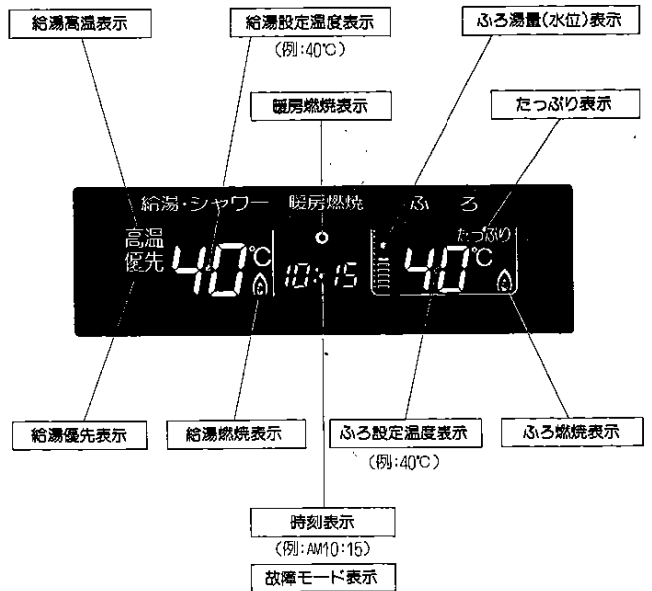 給湯高温表示
給湯設定温度表示
(例:40℃)
ふろ湯量(水位)表示
暖房燃焼表示
たっぷり表示
給湯・シャワー 暖房燃焼 ふろ
高温
優先
40℃
10:15
たっぷり
40℃
給湯優先表示
給湯燃焼表示
ふろ設定温度表示
(例:40℃)
ふろ燃焼表示
時刻表示
(例:AM10:15)
故障モード表示